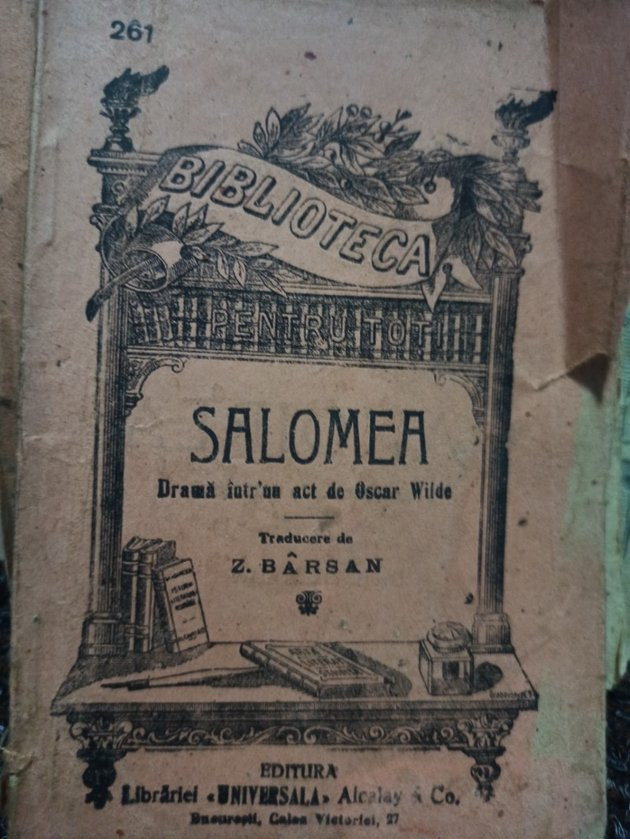 261
BIBLIOTECA
PENTRU TOȚI
SALOMEA
Dramă într'un act de Oscar Wilde
Traducere de
Z. BÂRSAN
EDITURA
Librăriei «UNIVERSALA» Alcalay & Co.
București, Calea Victoriei, 27